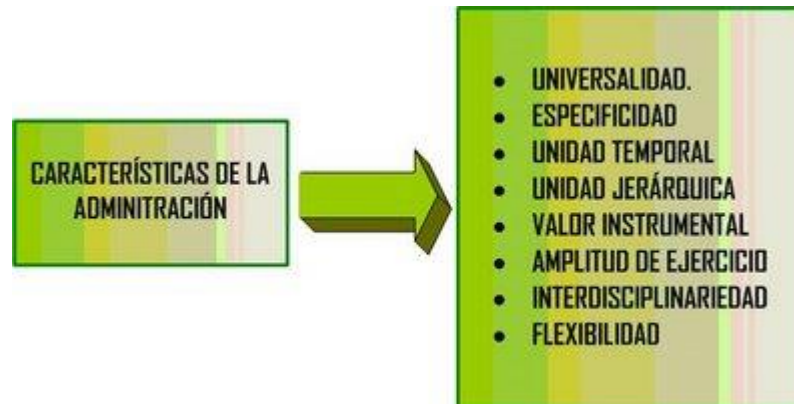 CARACTERÍSTICAS DE LA
ADMINITRACIÓN
• UNIVERSALIDAD.
• ESPECIFICIDAD
• UNIDAD TEMPORAL
• UNIDAD JERÁRQUICA
• VALOR INSTRUMENTAL
• AMPLITUD DE EJERCICIO
• INTERDISCIPLINARIEDAD
• FLEXIBILIDAD